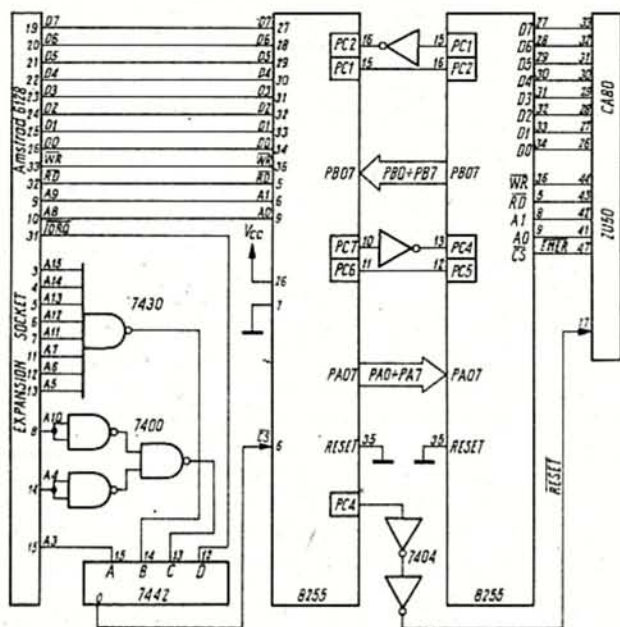 Amstrad 6128
EXPANSION SOCKET
19 D7 27
20 D6 28
21 D5 29
22 D4 30
23 D3 31
24 D2 32
25 D1 33
26 D0 34
33 WR 36
32 RD 5
9 A9
10 A8 9
31 IORQ
D7
D6
D5
D4
D3
D2
D1
D0
WR
RD
A1
A0
3 A15
4 A14
5 A13
6 A12
7 A11
11 A7
12 A6
13 A5
7430
8 A10
7400
14 A4
15 A3
15 14 13 12
A B C D
0
7442
Vcc
26
7
CS 6
PC2 16 15 PC1
PC1 15 16 PC2
PB07 PB0÷PB7 PB07
PC7 10 13 PC4
PC6 11 12 PC5
PA07 PA0÷PA7 PA07
RESET 35 35 RESET
PC4
7404
8255
8255
D7 27 33
D6 28 32
D5 29 31
D4 30 30
D3 31 29
D2 32 28
D1 33 27
D0 34 26
WR 36 44
RD 5 43
A1 8 42
A0 9 41
CS 47
17
RESET
CA80
ZU50